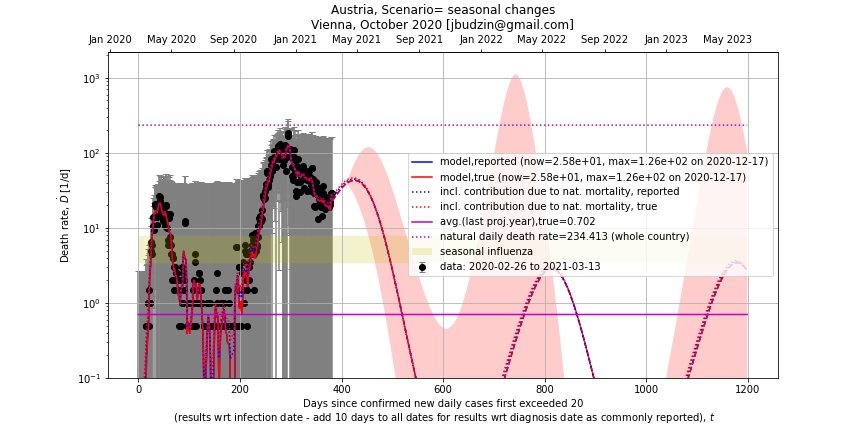 Austria, Scenario= seasonal changes
Vienna, October 2020 [jbudzin@gmail.com]
Jan 2020 May 2020 Sep 2020 Jan 2021 May 2021 Sep 2021 Jan 2022 May 2022 Sep 2022 Jan 2023 May 2023
10³
10²
10¹
10⁰
10⁻¹
Death rate, D [1/d]
model,reported (now=2.58e+01, max=1.26e+02 on 2020-12-17)
model,true (now=2.58e+01, max=1.26e+02 on 2020-12-17)
incl. contribution due to nat. mortality, reported
incl. contribution due to nat. mortality, true
avg.(last proj.year),true=0.702
natural daily death rate=234.413 (whole country)
seasonal influenza
data: 2020-02-26 to 2021-03-13
0 200 400 600 800 1000 1200
Days since confirmed new daily cases first exceeded 20
(results wrt infection date - add 10 days to all dates for results wrt diagnosis date as commonly reported), t